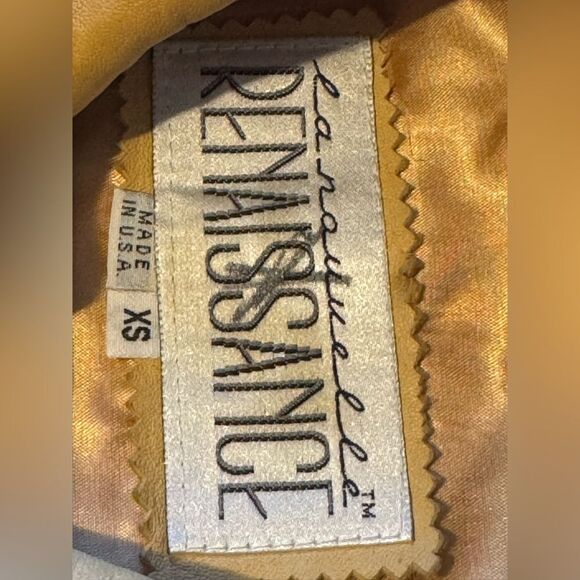 la nouvelle
RENAISSANCE
TM
MADE
IN U.S.A.
XS